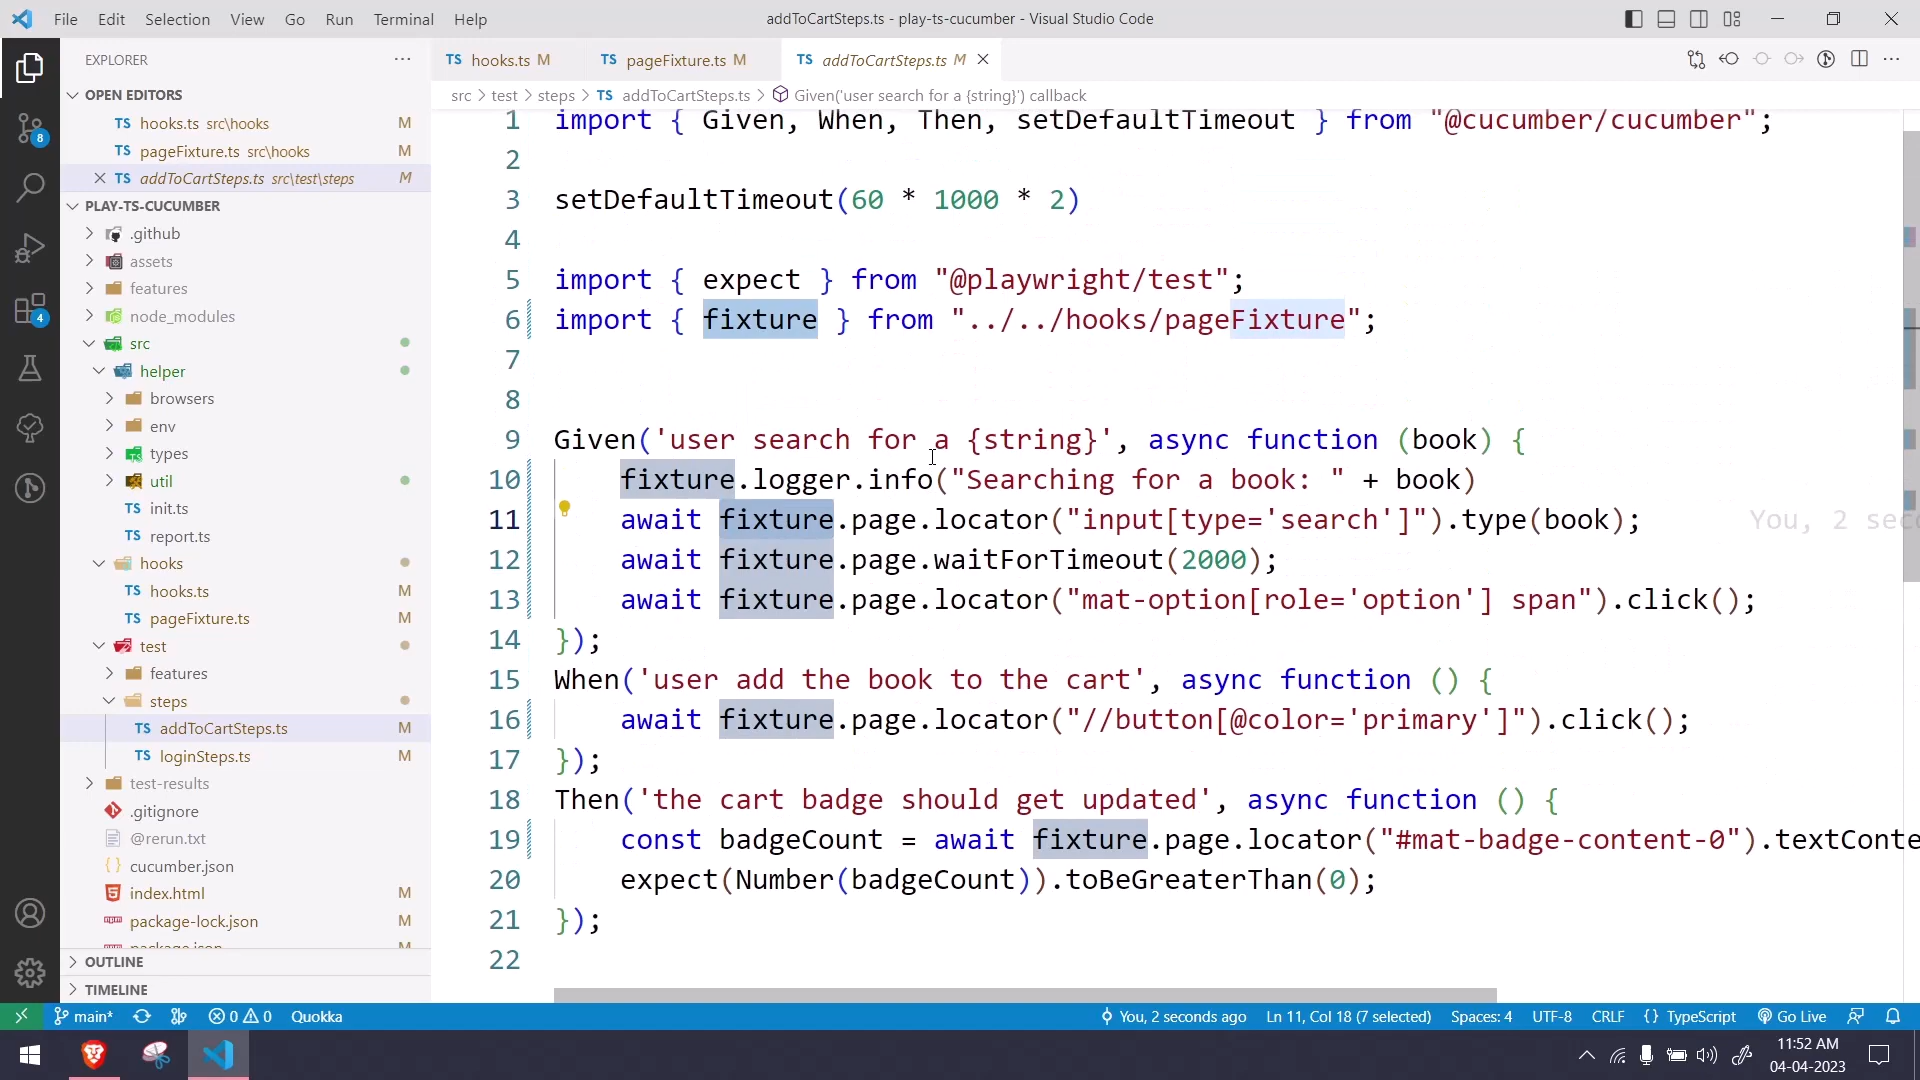 File Edit Selection View Go Run Terminal Help
addToCartSteps.ts - play-ts-cucumber - Visual Studio Code
EXPLORER
OPEN EDITORS
TS hooks.ts src\hooks M
TS pageFixture.ts src\hooks M
TS addToCartSteps.ts src\test\steps M
PLAY-TS-CUCUMBER
.github
assets
features
node_modules
src
helper
browsers
env
types
util
TS init.ts
TS report.ts
hooks
TS hooks.ts M
TS pageFixture.ts M
test
features
steps
TS addToCartSteps.ts M
TS loginSteps.ts M
test-results
.gitignore
@rerun.txt
cucumber.json
index.html M
package-lock.json M
package.json M
OUTLINE
TIMELINE
8
4
TS hooks.ts M
TS pageFixture.ts M
TS addToCartSteps.ts M
src > test > steps > TS addToCartSteps.ts > Given('user search for a {string}') callback
1 import { Given, When, Then, setDefaultTimeout } from "@cucumber/cucumber";
2
3 setDefaultTimeout(60 * 1000 * 2)
4
5 import { expect } from "@playwright/test";
6 import { fixture } from "../../hooks/pageFixture";
7
8
9 Given('user search for a {string}', async function (book) {
10 fixture.logger.info("Searching for a book: " + book)
11 await fixture.page.locator("input[type='search']").type(book); You, 2 seco
12 await fixture.page.waitForTimeout(2000);
13 await fixture.page.locator("mat-option[role='option'] span").click();
14 });
15 When('user add the book to the cart', async function () {
16 await fixture.page.locator("//button[@color='primary']").click();
17 });
18 Then('the cart badge should get updated', async function () {
19 const badgeCount = await fixture.page.locator("#mat-badge-content-0").textConte
20 expect(Number(badgeCount)).toBeGreaterThan(0);
21 });
22
main* 0 0 Quokka
You, 2 seconds ago Ln 11, Col 18 (7 selected) Spaces: 4 UTF-8 CRLF {} TypeScript Go Live
11:52 AM
04-04-2023